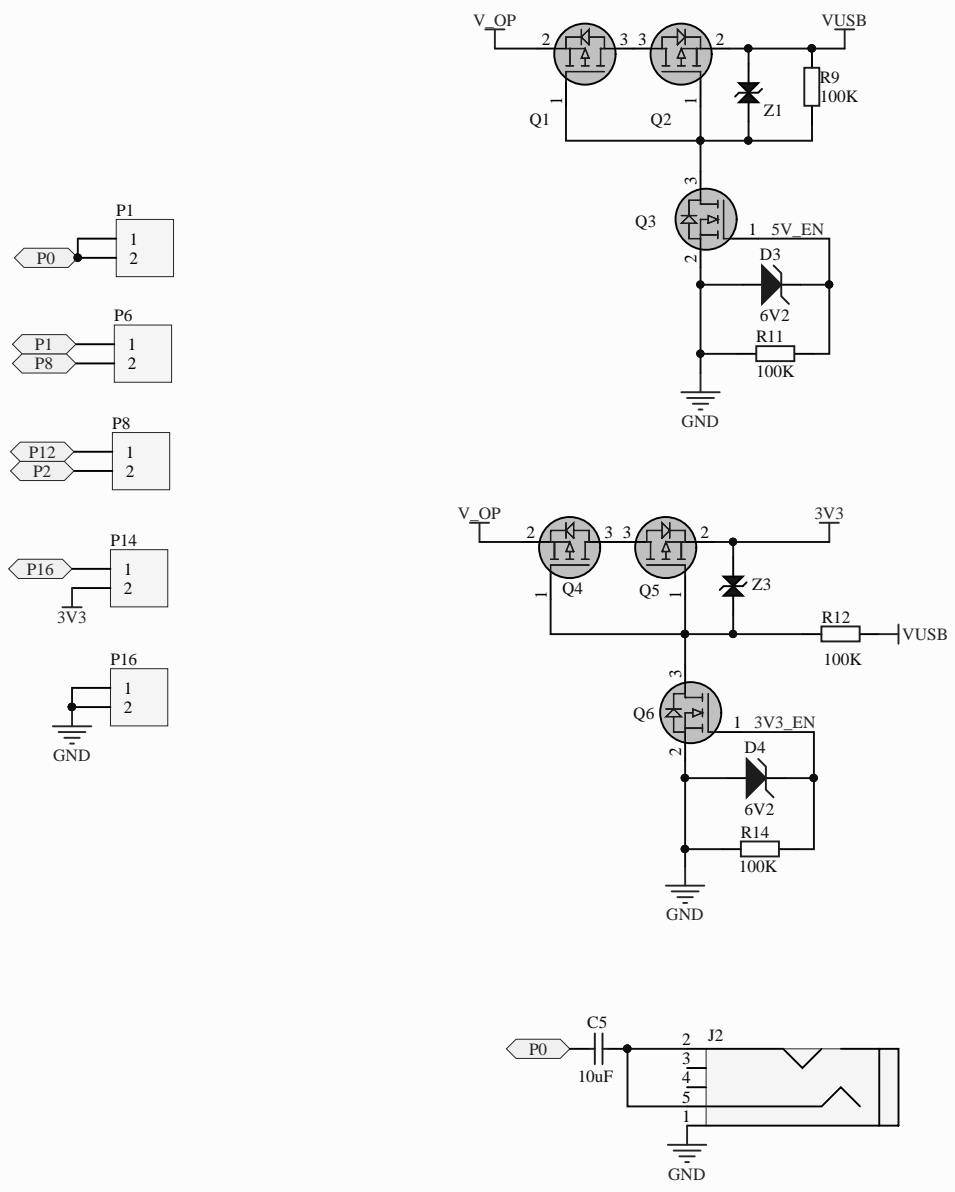 V_OP
VUSB
2
3 3
2
R9
100K
1
1
Z1
Q1
Q2
3
Q3
1 5V_EN
2
D3
6V2
R11
100K
GND
P1
P0
1
2
P6
P1
P8
1
2
P8
P12
P2
1
2
P14
P16
1
2
3V3
P16
1
2
GND
V_OP
3V3
2
3 3
2
1
Q4
Q5
1
Z3
R12
100K
VUSB
3
Q6
1 3V3_EN
2
D4
6V2
R14
100K
GND
P0
C5
10uF
J2
2
3
4
5
1
GND